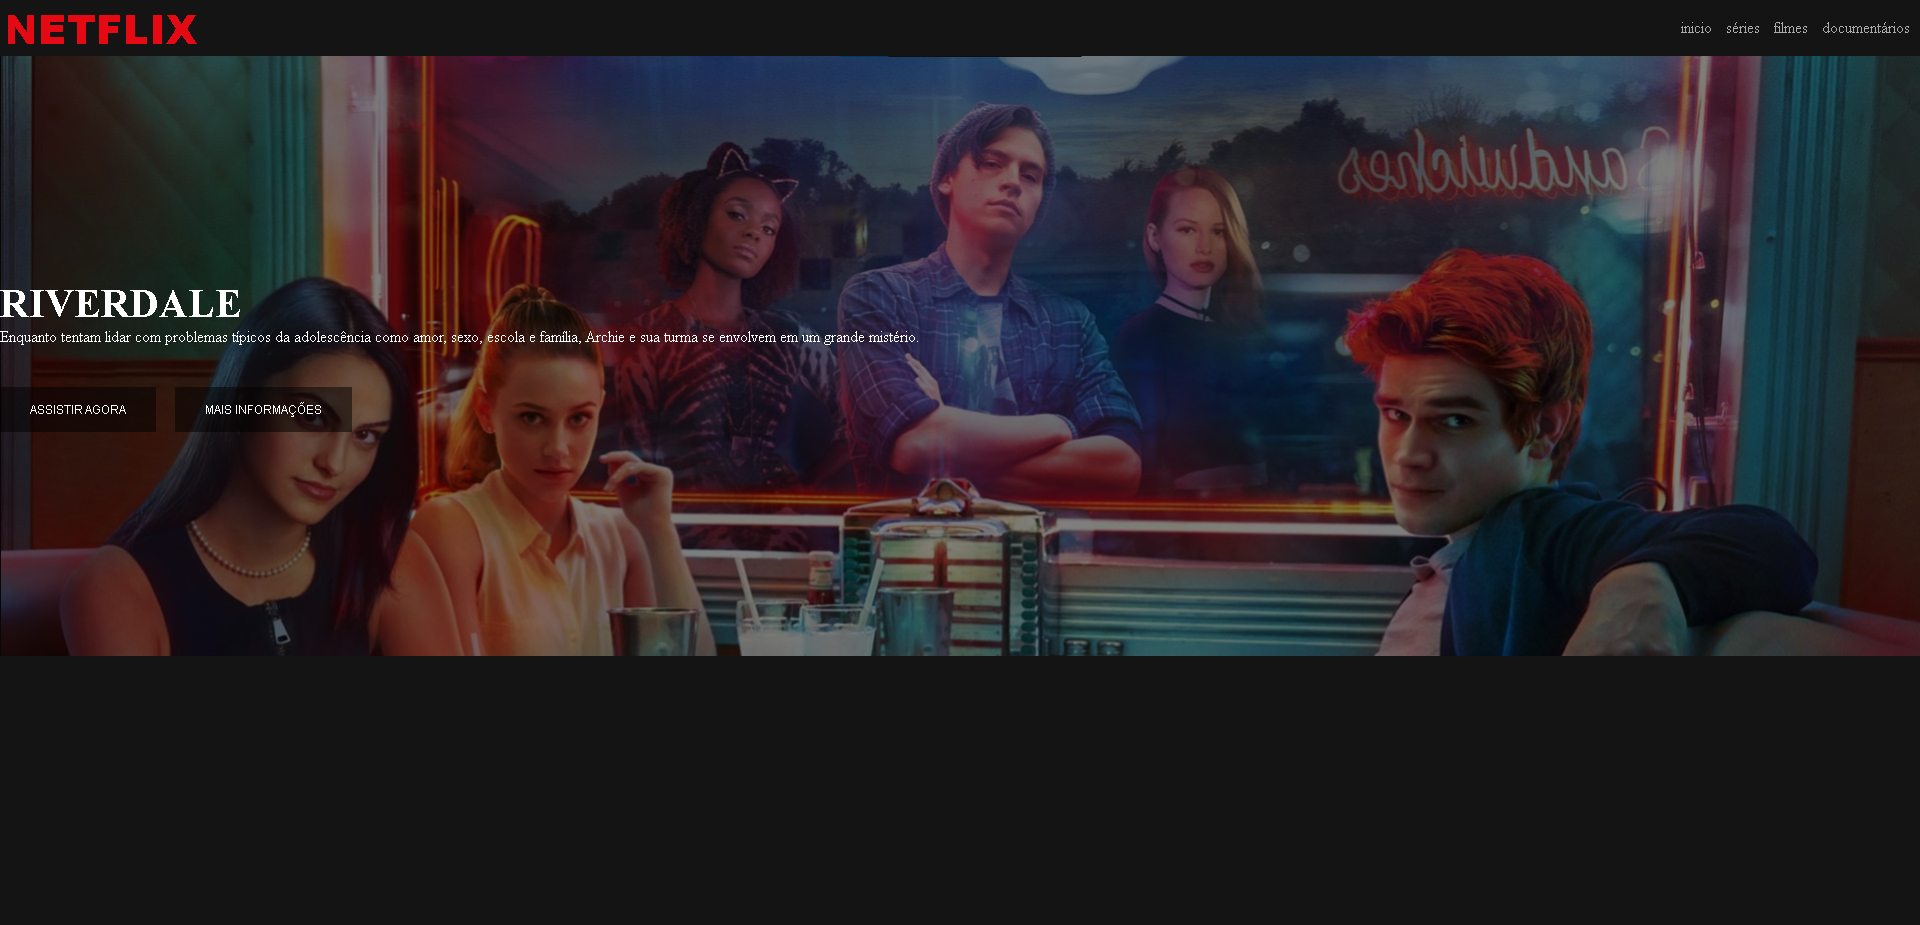 NETFLIX
inicio séries filmes documentários
Sandwiches
RIVERDALE
Enquanto tentam lidar com problemas típicos da adolescência como amor, sexo, escola e família, Archie e sua turma se envolvem em um grande mistério.
ASSISTIR AGORA MAIS INFORMAÇÕES